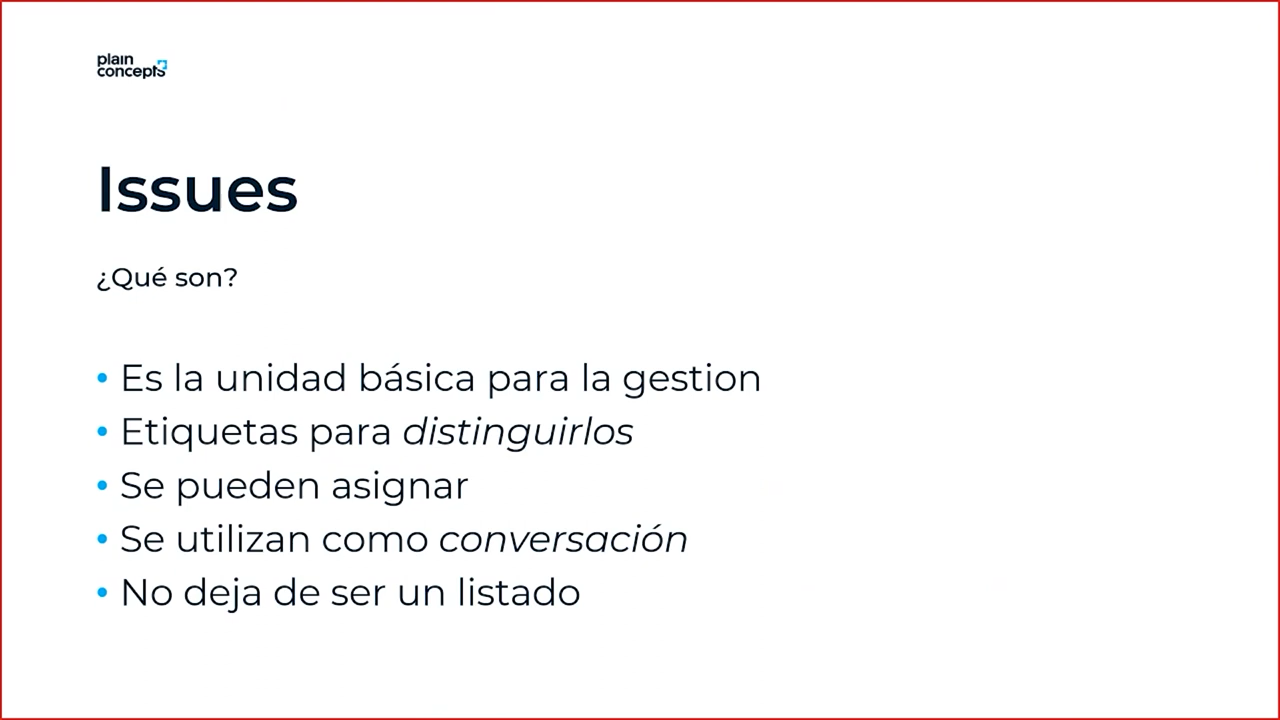 plain
concepts
Issues
¿Qué son?
• Es la unidad básica para la gestion
• Etiquetas para distinguirlos
• Se pueden asignar
• Se utilizan como conversación
• No deja de ser un listado